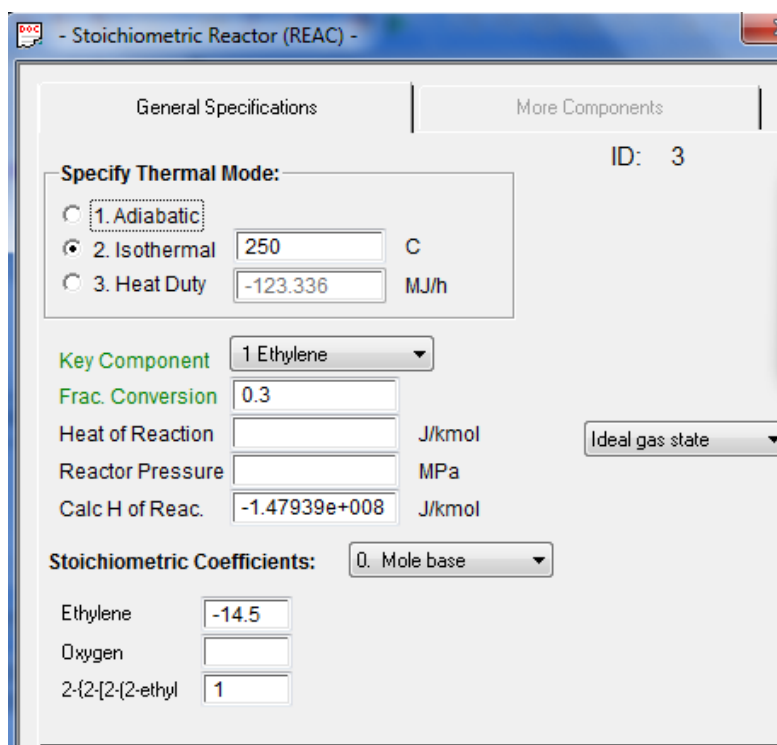 DOC
- Stoichiometric Reactor (REAC) -
General Specifications
More Components
ID: 3
Specify Thermal Mode:
1. Adiabatic
2. Isothermal 250 C
3. Heat Duty -123.336 MJ/h
Key Component 1 Ethylene
Frac. Conversion 0.3
Heat of Reaction J/kmol
Ideal gas state
Reactor Pressure MPa
Calc H of Reac. -1.47939e+008 J/kmol
Stoichiometric Coefficients: 0. Mole base
Ethylene -14.5
Oxygen
2-{2-[2-(2-ethyl 1